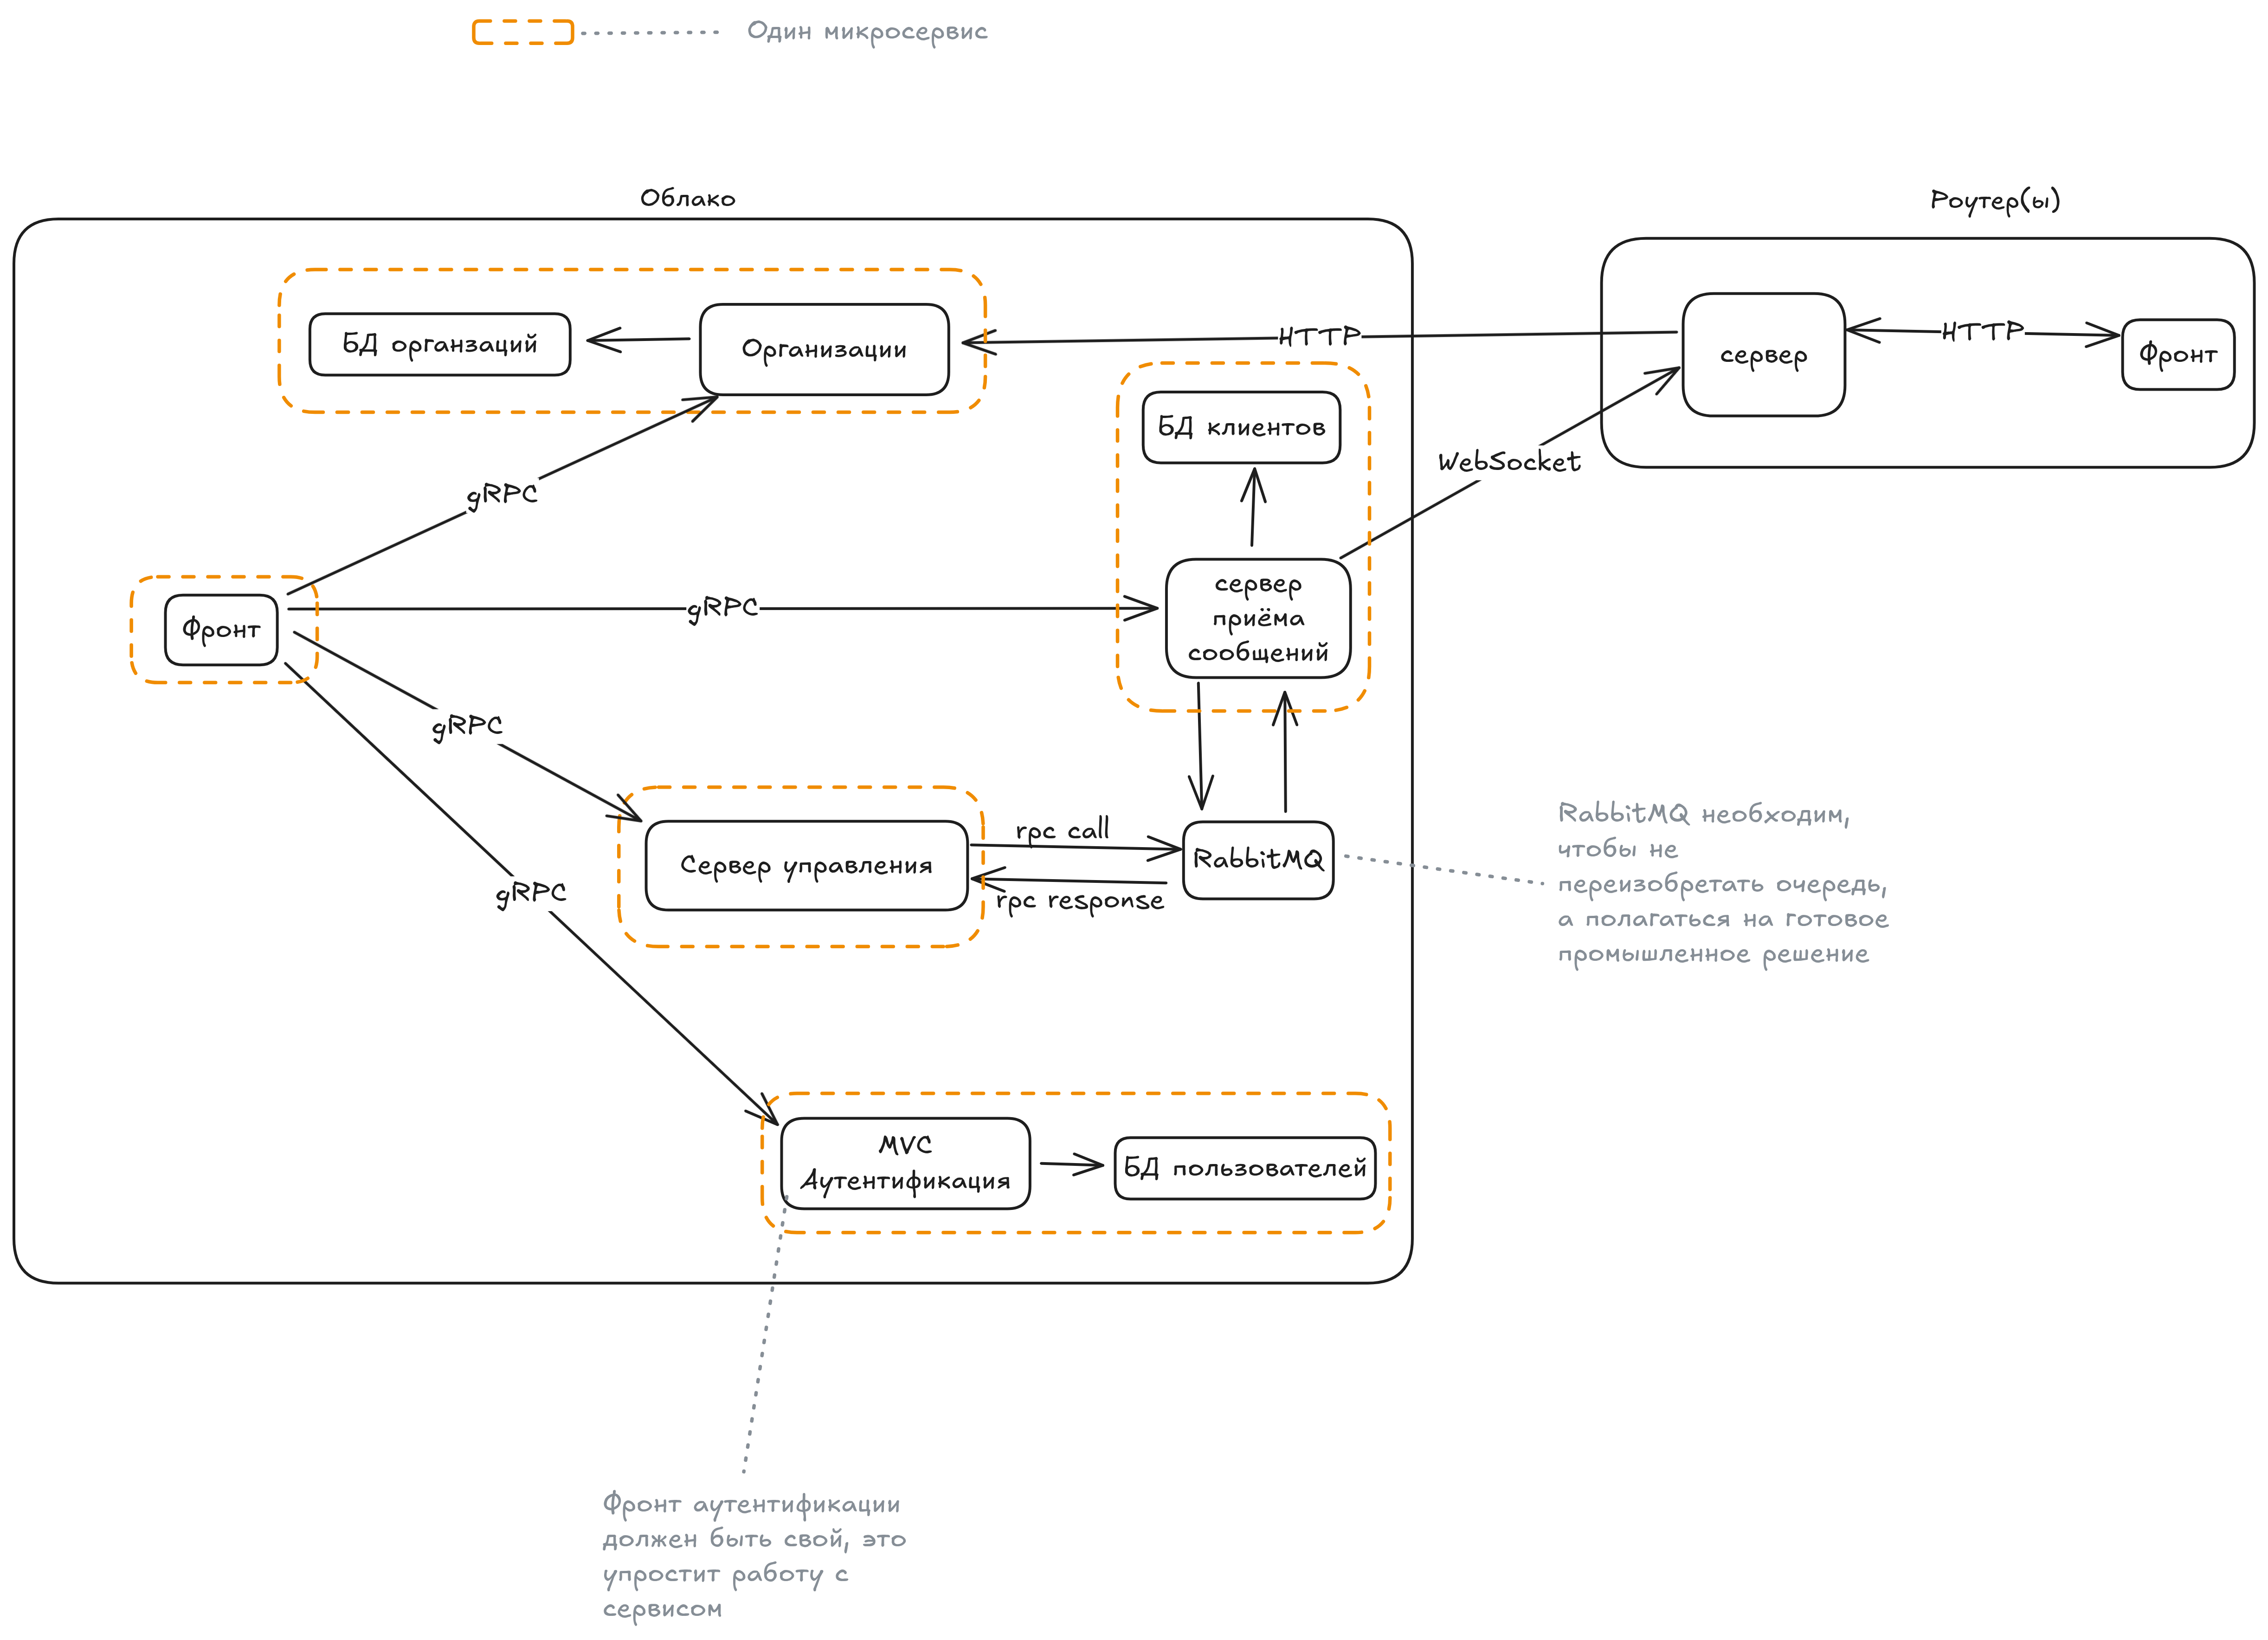 Один микросервис
Облако
Роутер(ы)
БД органзаций
Организации
HTTP
сервер
HTTP
Фронт
БД клиентов
WebSocket
gRPC
сервер
приёма
сообщений
Фронт
gRPC
gRPC
Сервер управления
rpc call
rpc response
RabbitMQ
RabbitMQ необходим,
чтобы не
переизобретать очередь,
а полагаться на готовое
промышленное решение
gRPC
MVC
Аутентификация
БД пользователей
Фронт аутентификации
должен быть свой, это
упростит работу с
сервисом